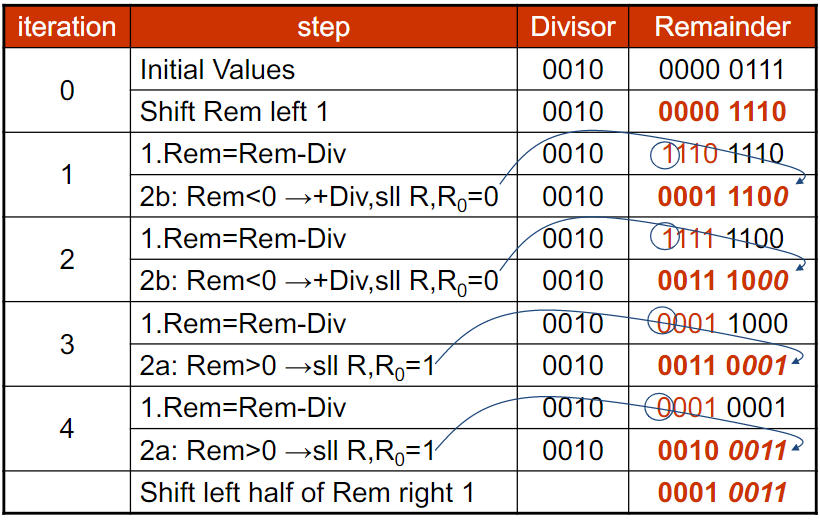 iteration step Divisor Remainder
0 Initial Values 0010 0000 0111
Shift Rem left 1 0010 0000 1110
1 1.Rem=Rem-Div 0010 1110 1110
2b: Rem<0 →+Div,sll R,R₀=0 0010 0001 1100
2 1.Rem=Rem-Div 0010 1111 1100
2b: Rem<0 →+Div,sll R,R₀=0 0010 0011 1000
3 1.Rem=Rem-Div 0010 0001 1000
2a: Rem>0 →sll R,R₀=1 0010 0011 0001
4 1.Rem=Rem-Div 0010 0001 0001
2a: Rem>0 →sll R,R₀=1 0010 0010 0011
Shift left half of Rem right 1 0001 0011